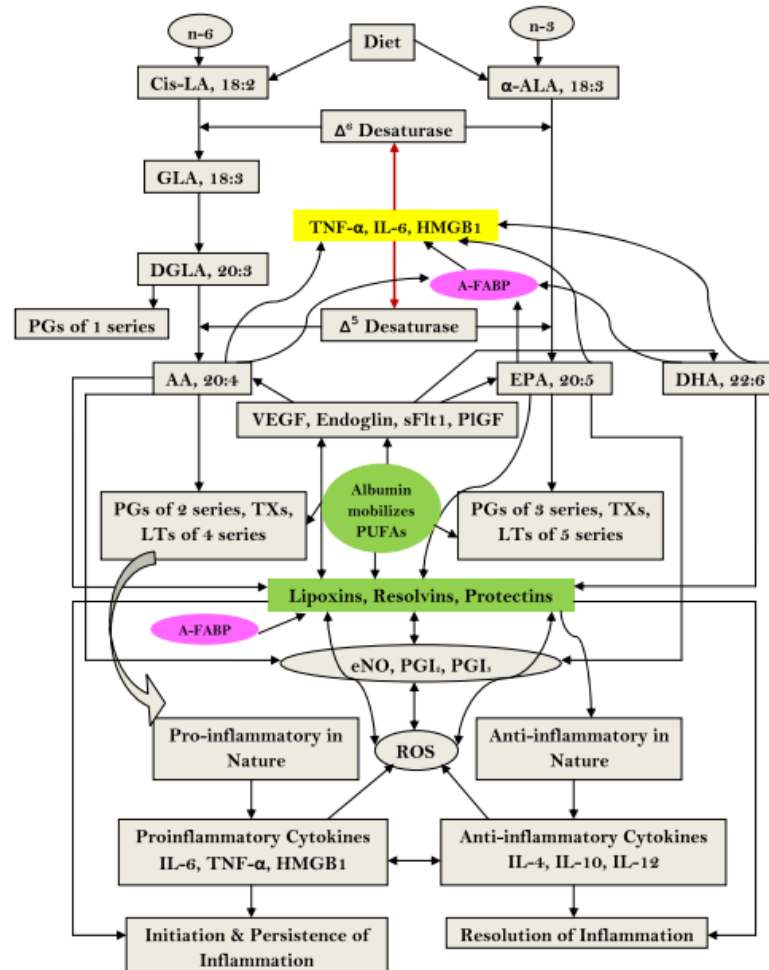 n-6
Diet
n-3
Cis-LA, 18:2
α-ALA, 18:3
Δ⁶ Desaturase
GLA, 18:3
TNF-α, IL-6, HMGB1
DGLA, 20:3
A-FABP
PGs of 1 series
Δ⁵ Desaturase
AA, 20:4
EPA, 20:5
DHA, 22:6
VEGF, Endoglin, sFlt1, PlGF
Albumin
mobilizes
PUFAs
PGs of 2 series, TXs,
LTs of 4 series
PGs of 3 series, TXs,
LTs of 5 series
Lipoxins, Resolvins, Protectins
A-FABP
eNO, PGI₂, PGI₃
Pro-inflammatory in
Nature
ROS
Anti-inflammatory in
Nature
Proinflammatory Cytokines
IL-6, TNF-α, HMGB1
Anti-inflammatory Cytokines
IL-4, IL-10, IL-12
Initiation & Persistence of
Inflammation
Resolution of Inflammation